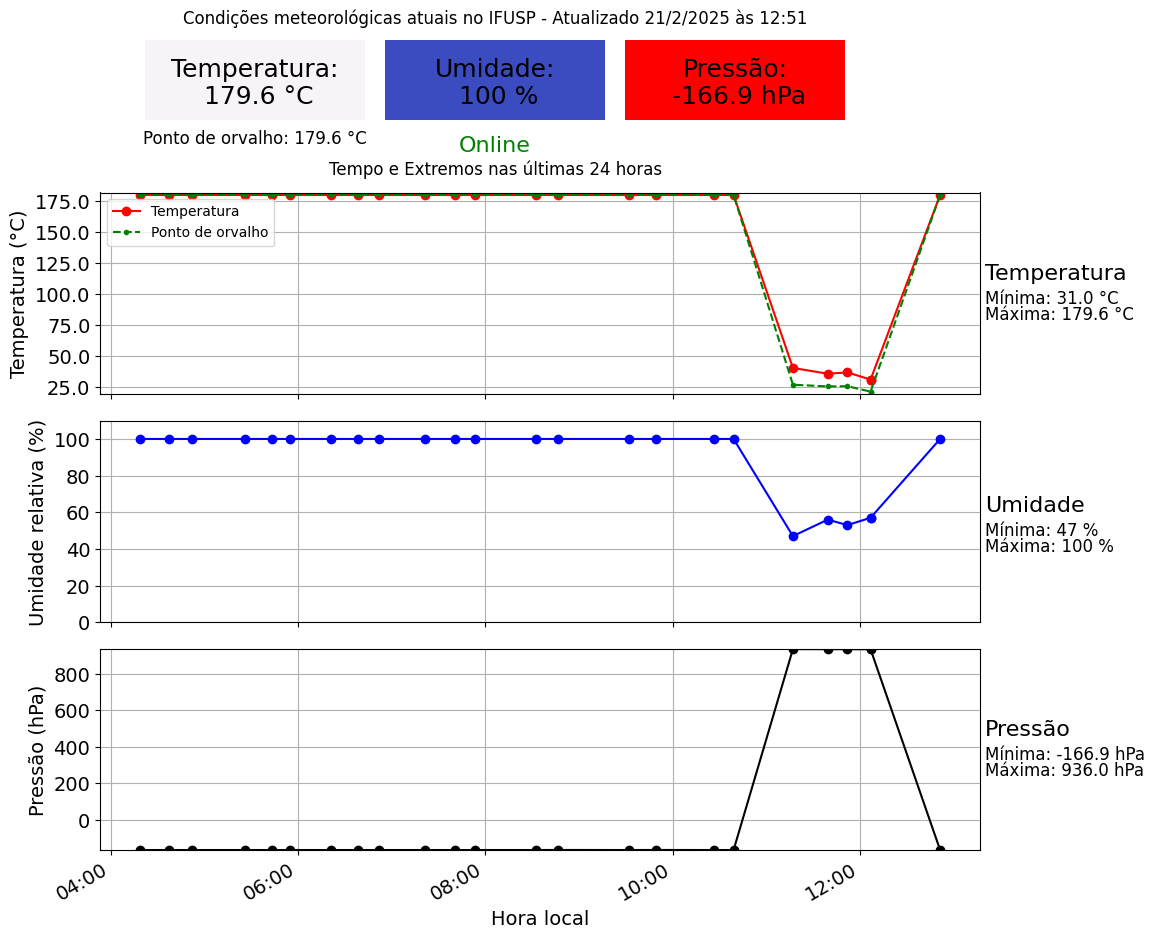 Condições meteorológicas atuais no IFUSP - Atualizado 21/2/2025 às 12:51
Temperatura:
179.6 °C
Umidade:
100 %
Pressão:
-166.9 hPa
Ponto de orvalho: 179.6 °C
Online
Tempo e Extremos nas últimas 24 horas
Temperatura (°C)
175.0
150.0
125.0
100.0
75.0
50.0
25.0
Temperatura
Ponto de orvalho
Temperatura
Mínima: 31.0 °C
Máxima: 179.6 °C
Umidade relativa (%)
100
80
60
40
20
0
Umidade
Mínima: 47 %
Máxima: 100 %
Pressão (hPa)
800
600
400
200
0
Pressão
Mínima: -166.9 hPa
Máxima: 936.0 hPa
04:00 06:00 08:00 10:00 12:00
Hora local